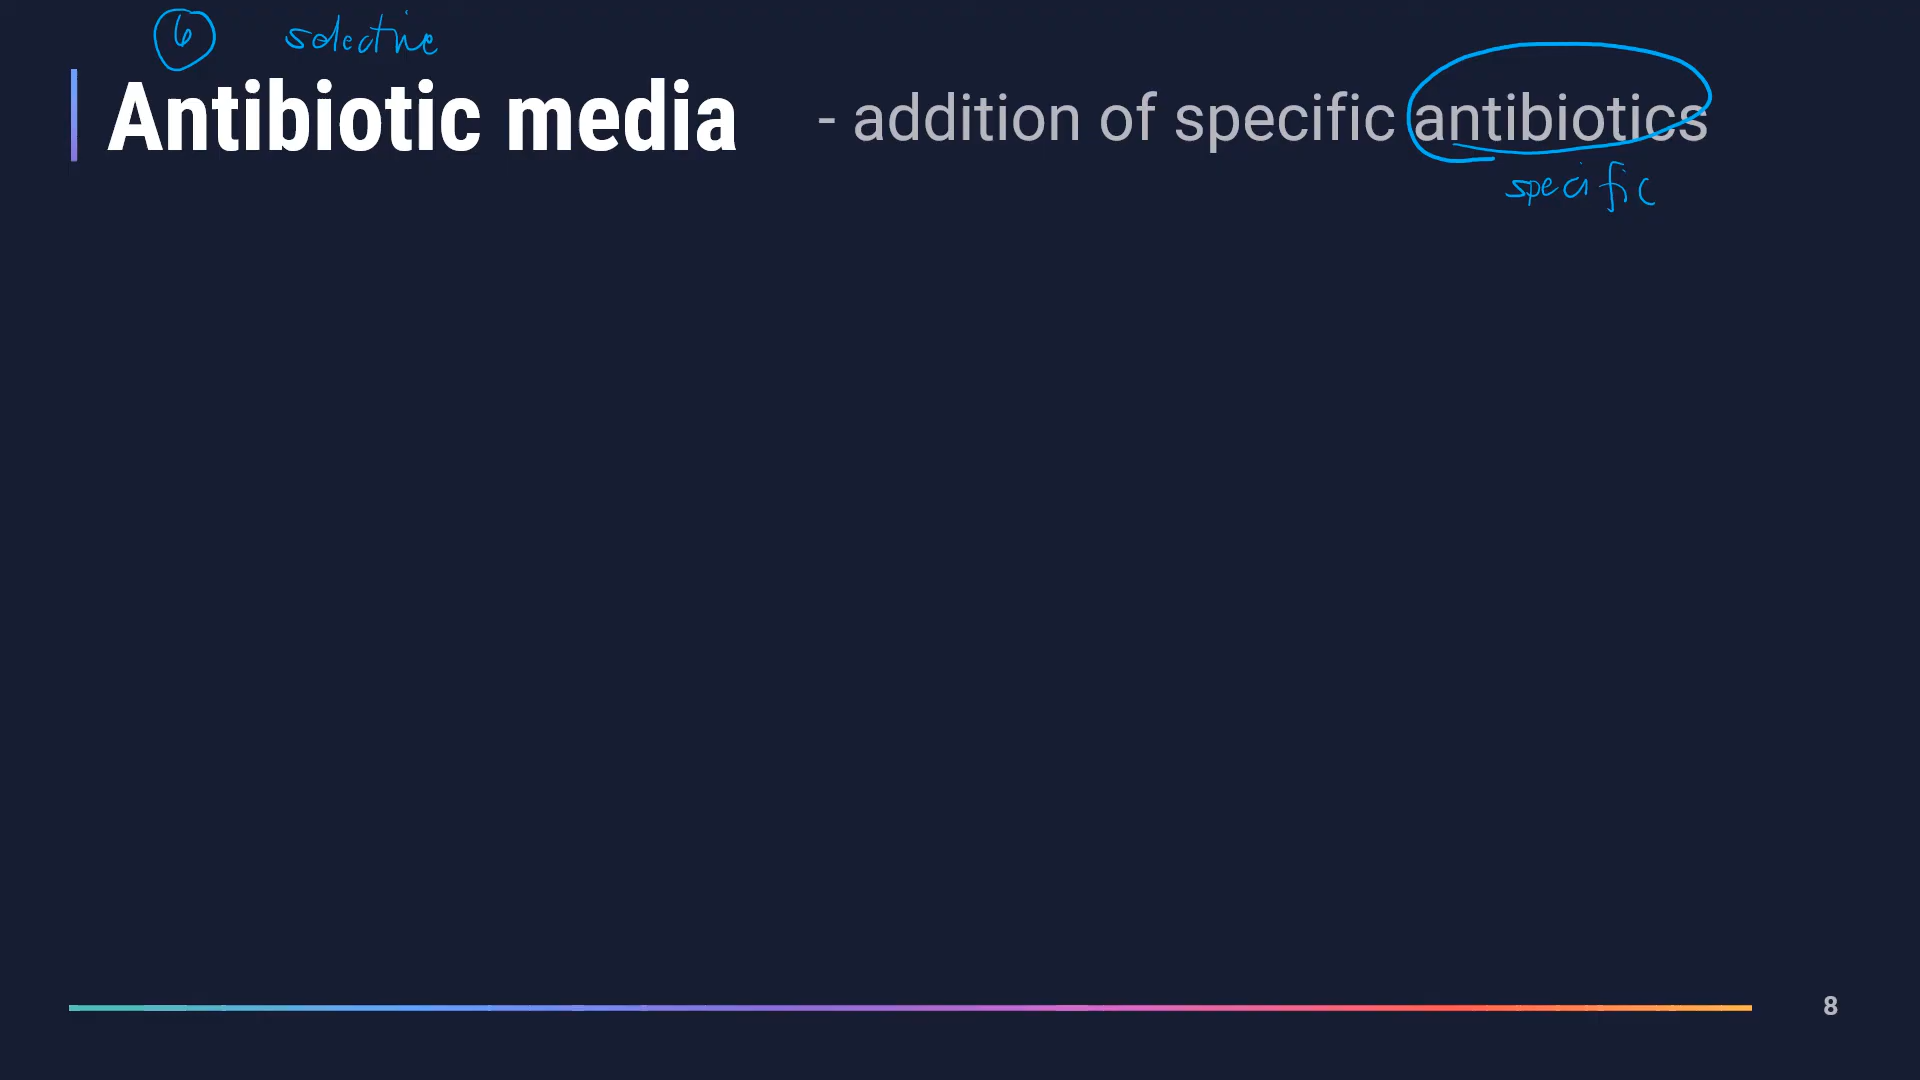 6 selective
Antibiotic media - addition of specific antibiotics
specific
8